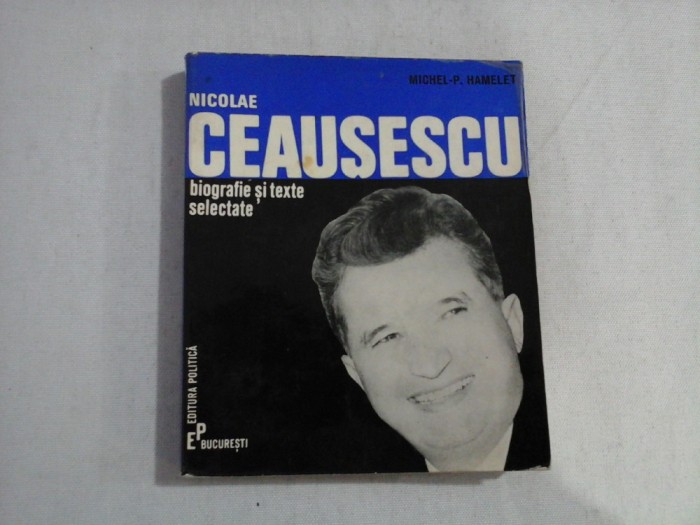 MICHEL-P. HAMELET
NICOLAE
CEAUȘESCU
biografie și texte
selectate
EDITURA POLITICĂ
EP BUCUREȘTI